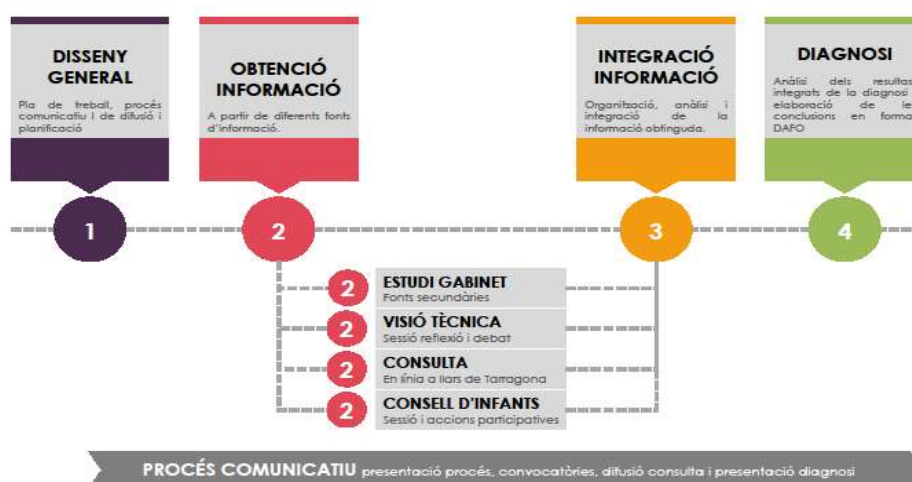 DISSENY
GENERAL
Pla de treball, procés
comunicatiu I de difusió i
planificació
OBTENCIÓ
INFORMACIÓ
A partir de diferents fonts
d'informació.
INTEGRACIÓ
INFORMACIÓ
Organització, anàlisi i
integració de la
informació obtinguda.
DIAGNOSI
Anàlisi dels resultas
integrats de la diagnosi
elaboració de le
conclusions en forma
DAFO
1
2
3
4
2
ESTUDI GABINET
Fonts secundàries
2
VISIÓ TÈCNICA
Sessió reflexió i debat
2
CONSULTA
En línia a llars de Tarragona
2
CONSELL D'INFANTS
Sessió i accions participatives
PROCÉS COMUNICATIU presentació procés, convocatòries, difusió consulta i presentació diagnosi